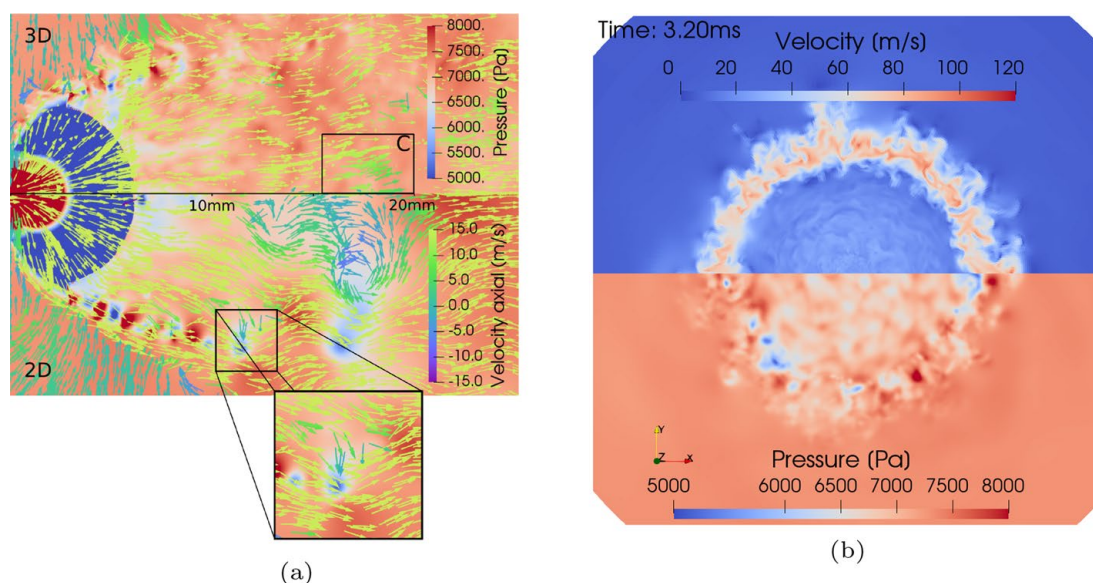 3D
8000.
7500.
7000.
6500.
6000.
5500.
5000.
Pressure (Pa)
C
10mm
20mm
15.0
10.0
5.0
0.0
-5.0
-10.0
-15.0
Velocity axial (m/s)
2D
(a)
Time: 3.20ms
Velocity (m/s)
0 20 40 60 80 100 120
Y
Z
X
Pressure (Pa)
5000 6000 6500 7000 7500 8000
(b)